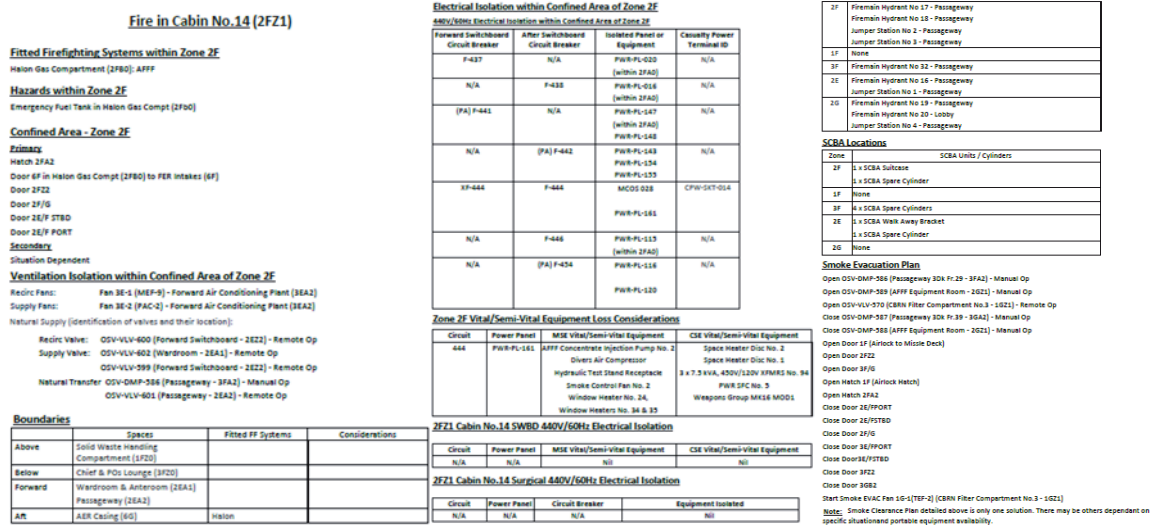 Fire in Cabin No.14 (2FZ1)
Fitted Firefighting Systems within Zone 2F
Halon Gas Compartment (2FB0): AFFF
Hazards within Zone 2F
Emergency Fuel Tank in Halon Gas Compt (2Fb0)
Confined Area - Zone 2F
Primary
Hatch 2FA2
Door 6F in Halon Gas Compt (2FB0) to FER Intakes (6F)
Door 2FZ2
Door 2F/G
Door 2E/F STBD
Door 2E/F PORT
Secondary
Situation Dependent
Ventilation Isolation within Confined Area of Zone 2F
Recirc Fans: Fan 3E-1 (MEF-9) - Forward Air Conditioning Plant (3EA2)
Supply Fans: Fan 3E-2 (PAC-2) - Forward Air Conditioning Plant (3EA2)
Natural Supply (identification of valves and their location):
Recirc Valve: OSV-VLV-600 (Forward Switchboard - 2EZ2) - Remote Op
Supply Valve: OSV-VLV-602 (Wardroom - 2EA1) - Remote Op
OSV-VLV-599 (Forward Switchboard - 2EZ2) - Remote Op
Natural Transfer OSV-DMP-586 (Passageway - 3FA2) - Manual Op
OSV-VLV-601 (Passageway - 2EA2) - Remote Op
Boundaries
Spaces Fitted FF Systems Considerations
Above Solid Waste Handling
Compartment (1FZ0)
Below Chief & POs Lounge (3FZ0)
Forward Wardroom & Anteroom (2EA1)
Passageway (2EA2)
Aft AER Casing (6G) Halon
Electrical Isolation within Confined Area of Zone 2F
440V/60Hz Electrical Isolation within Confined Area of Zone 2F
Forward Switchboard After Switchboard Isolated Panel or Casualty Power
Circuit Breaker Circuit Breaker Equipment Terminal ID
F-437 N/A PWR-PL-020 N/A
(within 2FA0)
N/A F-438 PWR-PL-016 N/A
(within 2FA0)
(PA) F-441 N/A PWR-PL-147 N/A
(within 2FA0)
PWR-PL-148
N/A (PA) F-442 PWR-PL-143 N/A
PWR-PL-154
PWR-PL-155
XF-444 F-444 MCOS 028 CPW-SKT-014
PWR-PL-161
N/A F-446 PWR-PL-115 N/A
(within 2FA0)
N/A (PA) F-454 PWR-PL-116 N/A
PWR-PL-120
Zone 2F Vital/Semi-Vital Equipment Loss Considerations
Circuit Power Panel MSE Vital/Semi-Vital Equipment CSE Vital/Semi-Vital Equipment
444 PWR-PL-161 AFFF Concentrate Injection Pump No. 2 Space Heater Disc No. 2
Divers Air Compressor Space Heater Disc No. 1
Hydraulic Test Stand Receptacle 3 x 7.5 kVA, 450V/120V XFMRS No. 94
Smoke Control Fan No. 2 PWR SFC No. 5
Window Heater No. 24, Weapons Group MK16 MOD1
Window Heaters No. 34 & 35
2FZ1 Cabin No.14 SWBD 440V/60Hz Electrical Isolation
Circuit Power Panel MSE Vital/Semi-Vital Equipment CSE Vital/Semi-Vital Equipment
N/A N/A Nil Nil
2FZ1 Cabin No.14 Surgical 440V/60Hz Electrical Isolation
Circuit Power Panel Circuit Breaker Equipment Isolated
N/A N/A N/A Nil
2F Firemain Hydrant No 17 - Passageway
Firemain Hydrant No 18 - Passageway
Jumper Station No 2 - Passageway
Jumper Station No 3 - Passageway
1F None
3F Firemain Hydrant No 32 - Passageway
2E Firemain Hydrant No 16 - Passageway
Jumper Station No 1 - Passageway
2G Firemain Hydrant No 19 - Passageway
Firemain Hydrant No 20 - Lobby
Jumper Station No 4 - Passageway
SCBA Locations
Zone SCBA Units / Cylinders
2F 1 x SCBA Suitcase
1 x SCBA Spare Cylinder
1F None
3F 4 x SCBA Spare Cylinders
2E 1 x SCBA Walk Away Bracket
1 x SCBA Spare Cylinder
2G None
Smoke Evacuation Plan
Open OSV-DMP-586 (Passageway 3Dk Fr.29 - 3FA2) - Manual Op
Open OSV-DMP-589 (AFFF Equipment Room - 2GZ1) - Manual Op
Open OSV-VLV-570 (CBRN Filter Compartment No.3 - 1GZ1) - Remote Op
Close OSV-DMP-587 (Passageway 3Dk Fr.39 - 3GA2) - Manual Op
Close OSV-DMP-588 (AFFF Equipment Room - 2GZ1) - Manual Op
Open Door 1F (Airlock to Missle Deck)
Open Door 2FZ2
Open Door 3F/G
Open Hatch 1F (Airlock Hatch)
Open Hatch 2FA2
Close Door 2E/FPORT
Close Door 2E/FSTBD
Close Door 2F/G
Close Door 3E/FPORT
Close Door3E/FSTBD
Close Door 3FZ2
Close Door 3GB2
Start Smoke EVAC Fan 1G-1(TEF-2) (CBRN Filter Compartment No.3 - 1GZ1)
Note: Smoke Clearance Plan detailed above is only one solution. There may be others dependant on
specific situationand portable equipment availability.